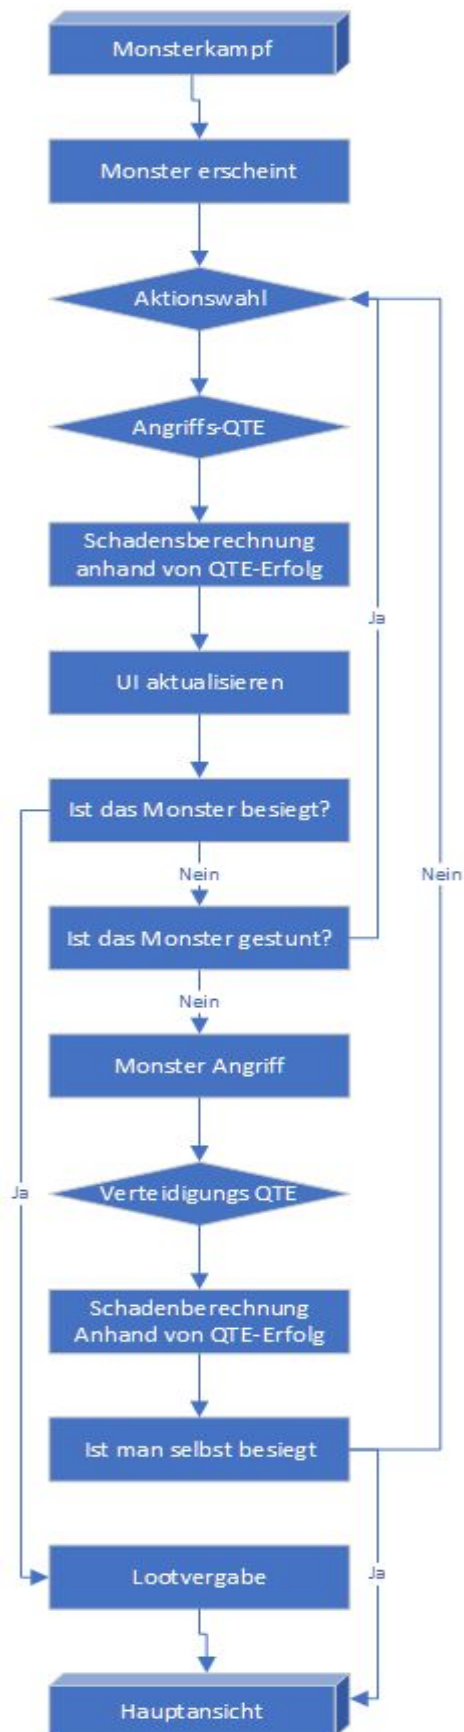 Monsterkampf
Monster erscheint
Aktionswahl
Angriffs-QTE
Schadensberechnung
anhand von QTE-Erfolg
Ja
UI aktualisieren
Ist das Monster besiegt?
Nein
Nein
Ist das Monster gestunt?
Nein
Monster Angriff
Ja
Verteidigungs QTE
Schadenberechnung
Anhand von QTE-Erfolg
Ist man selbst besiegt
Lootvergabe
Ja
Hauptansicht